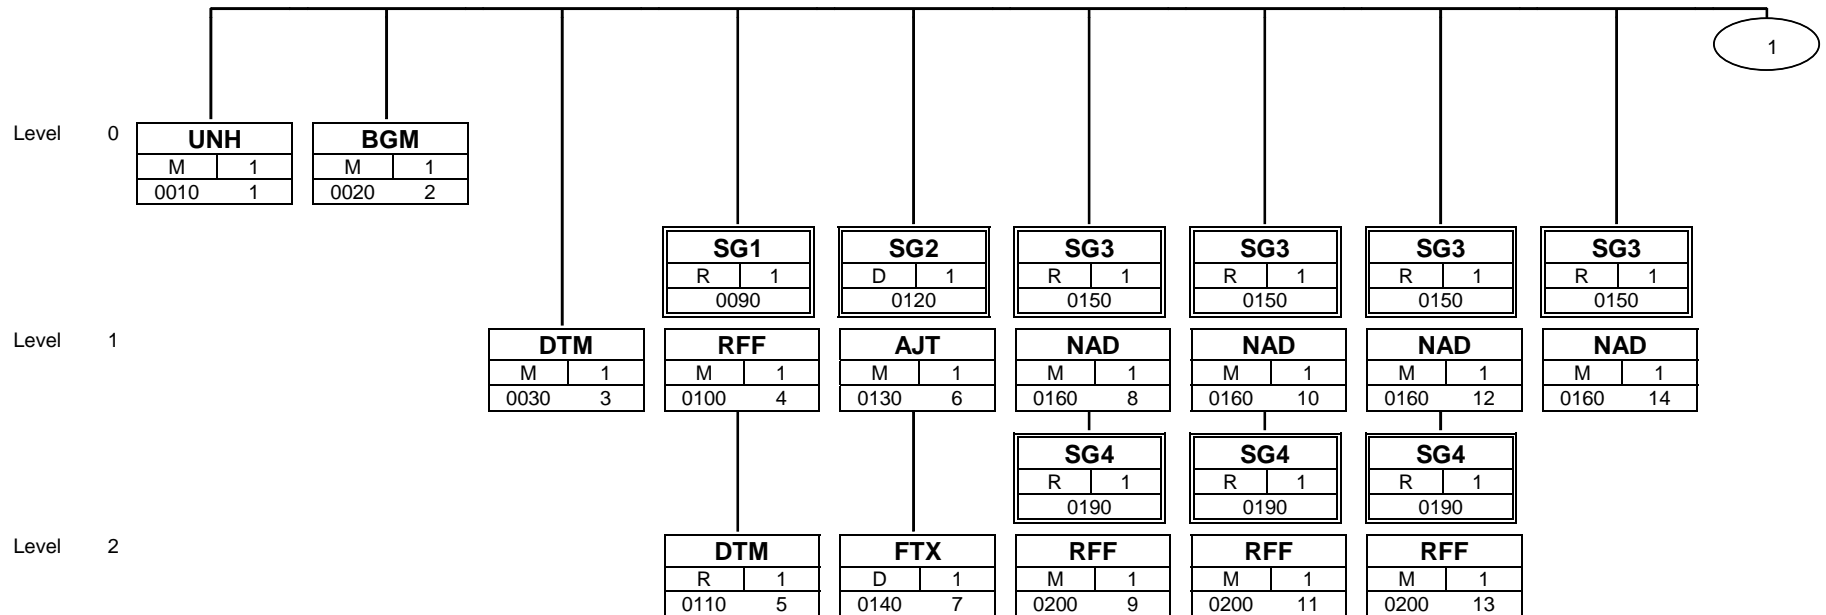 1
Level 0
UNH BGM
M 1 M 1
0010 1 0020 2
SG1 SG2 SG3 SG3 SG3 SG3
R 1 D 1 R 1 R 1 R 1 R 1
0090 0120 0150 0150 0150 0150
Level 1
DTM RFF AJT NAD NAD NAD NAD
M 1 M 1 M 1 M 1 M 1 M 1 M 1
0030 3 0100 4 0130 6 0160 8 0160 10 0160 12 0160 14
SG4 SG4 SG4
R 1 R 1 R 1
0190 0190 0190
Level 2
DTM FTX RFF RFF RFF
R 1 D 1 M 1 M 1 M 1
0110 5 0140 7 0200 9 0200 11 0200 13